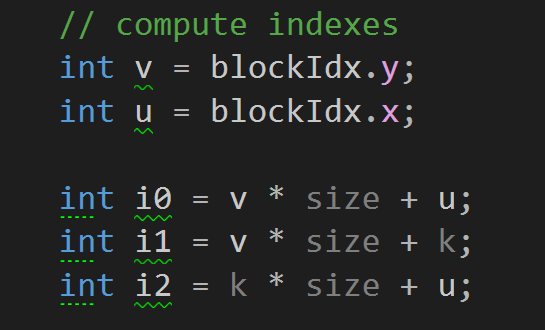 // compute indexes
int v = blockIdx.y;
int u = blockIdx.x;
int i0 = v * size + u;
int i1 = v * size + k;
int i2 = k * size + u;